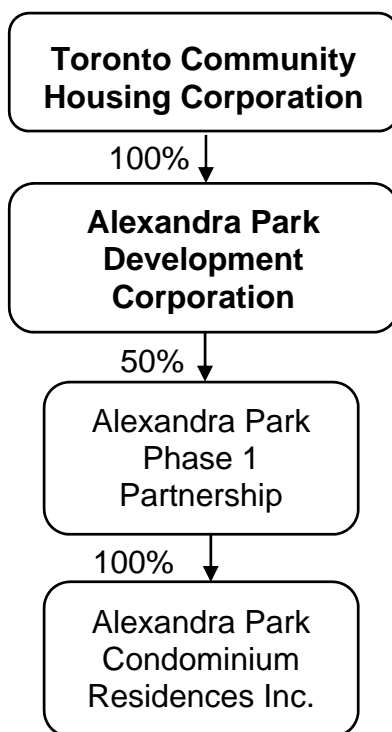 Toronto Community
Housing Corporation
100%
Alexandra Park
Development
Corporation
50%
Alexandra Park
Phase 1
Partnership
100%
Alexandra Park
Condominium
Residences Inc.